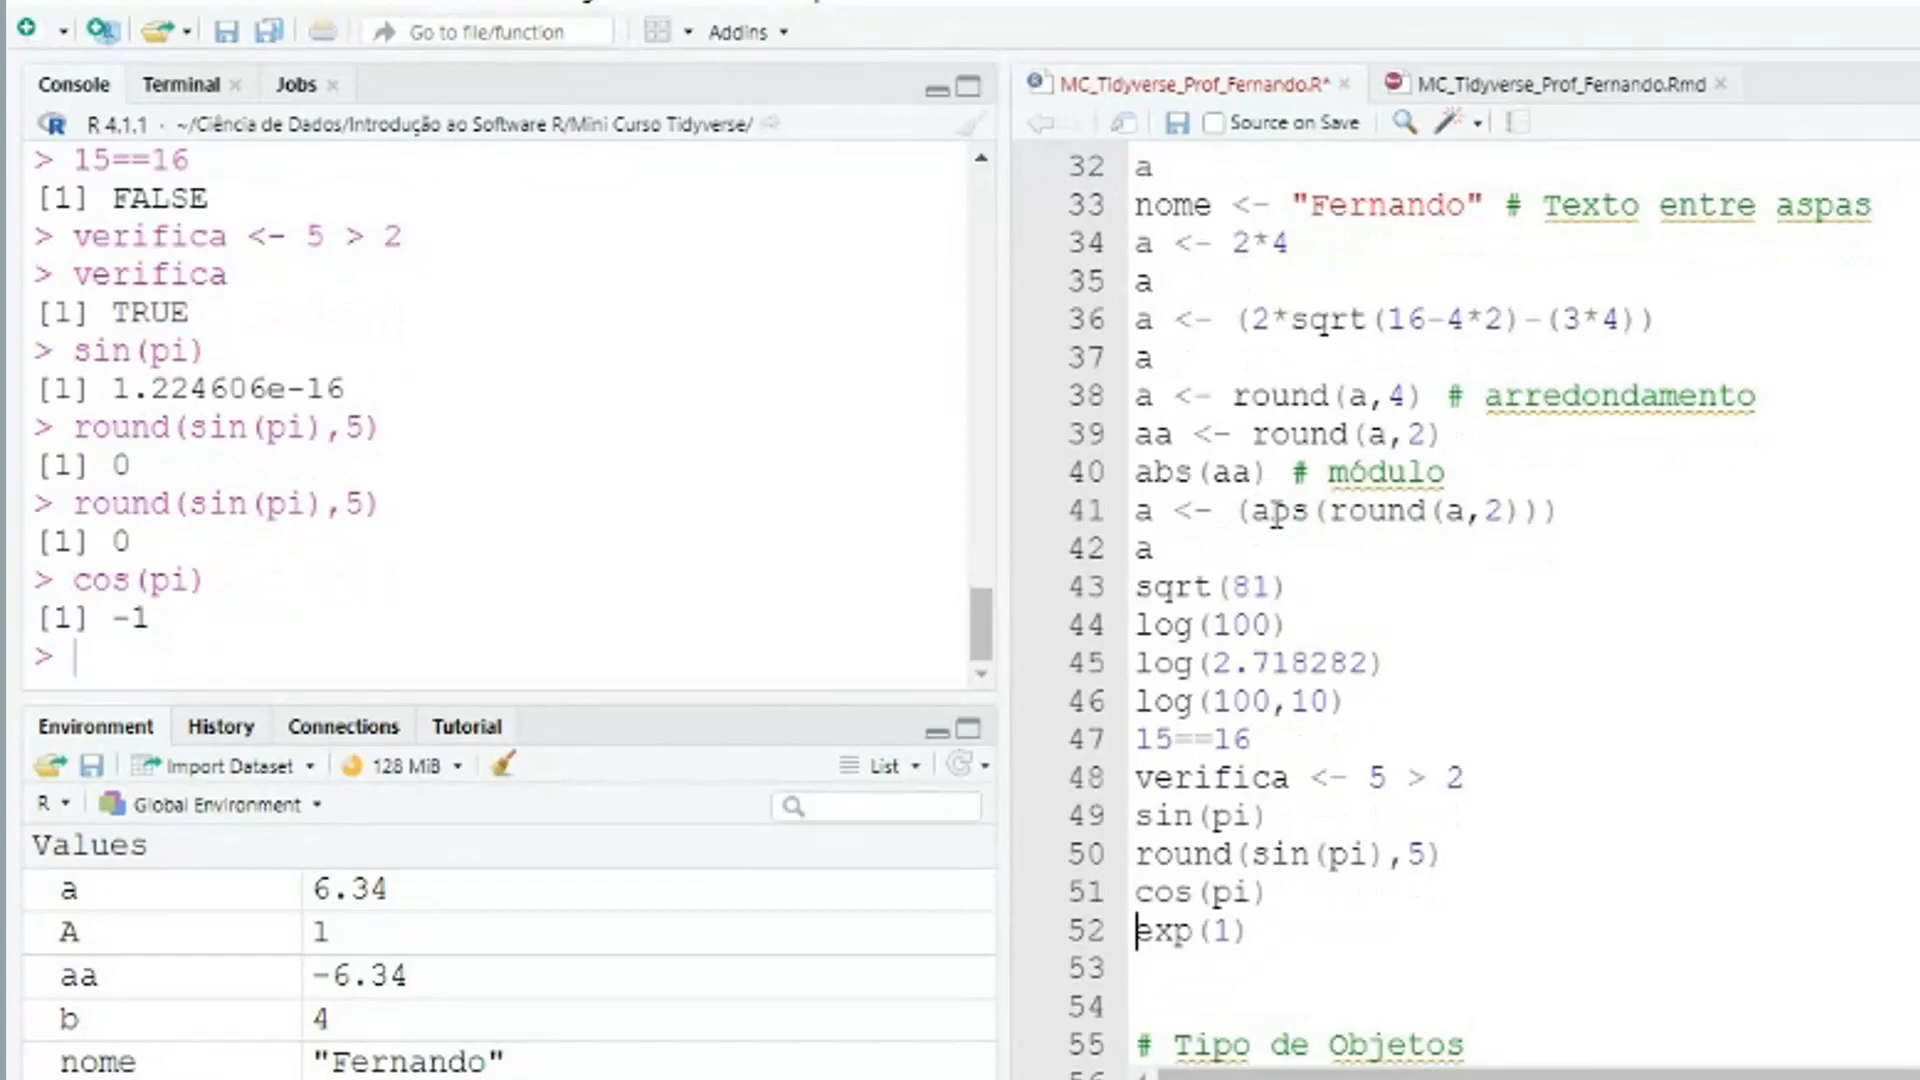 Go to file/function
Addins
Console
Terminal
Jobs
R 4.1.1 · ~/Ciência de Dados/Introdução ao Software R/Mini Curso Tidyverse/
> 15==16
[1] FALSE
> verifica <- 5 > 2
> verifica
[1] TRUE
> sin(pi)
[1] 1.224606e-16
> round(sin(pi),5)
[1] 0
> round(sin(pi),5)
[1] 0
> cos(pi)
[1] -1
>
Environment
History
Connections
Tutorial
Import Dataset
128 MiB
List
R
Global Environment
Values
a 6.34
A 1
aa -6.34
b 4
nome "Fernando"
MC_Tidyverse_Prof_Fernando.R*
MC_Tidyverse_Prof_Fernando.Rmd
Source on Save
32 a
33 nome <- "Fernando" # Texto entre aspas
34 a <- 2*4
35 a
36 a <- (2*sqrt(16-4*2)-(3*4))
37 a
38 a <- round(a,4) # arredondamento
39 aa <- round(a,2)
40 abs(aa) # módulo
41 a <- (abs(round(a,2)))
42 a
43 sqrt(81)
44 log(100)
45 log(2.718282)
46 log(100,10)
47 15==16
48 verifica <- 5 > 2
49 sin(pi)
50 round(sin(pi),5)
51 cos(pi)
52 exp(1)
53
54
55 # Tipo de Objetos